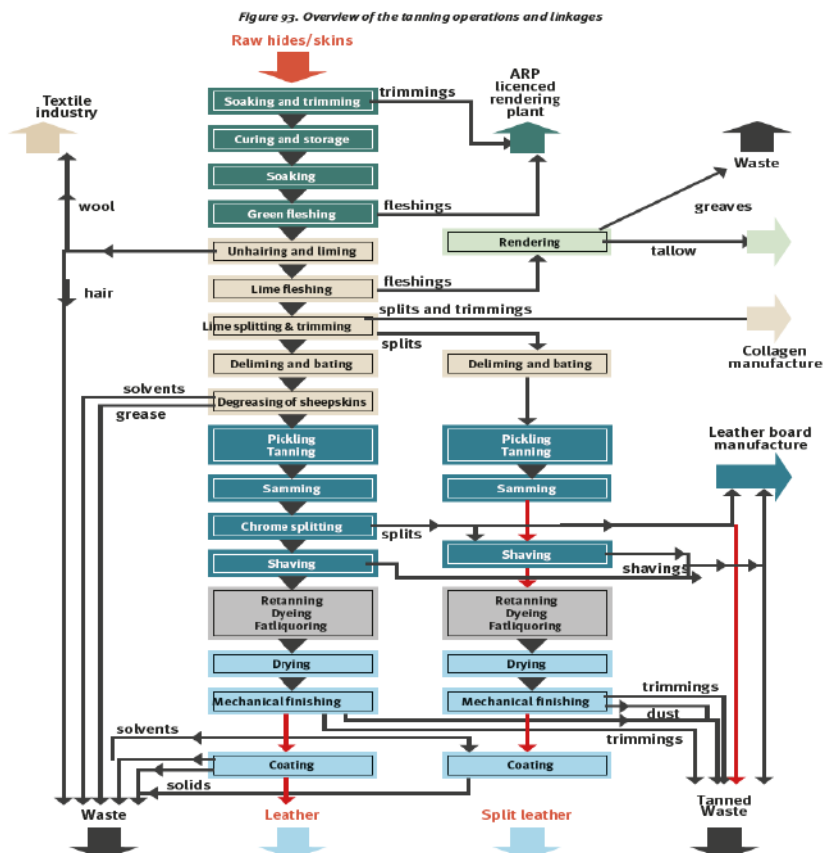 Figure 93. Overview of the tanning operations and linkages
Raw hides/skins
Textile
industry
ARP
licenced
rendering
plant
Soaking and trimming
trimmings
Curing and storage
Waste
Soaking
wool
Green fleshing
fleshings
greaves
Unhairing and liming
Rendering
tallow
hair
Lime fleshing
fleshings
splits and trimmings
Lime splitting & trimming
splits
Collagen
manufacture
Deliming and bating
Deliming and bating
solvents
grease
Degreasing of sheepskins
Pickling
Tanning
Pickling
Tanning
Leather board
manufacture
Samming
Samming
Chrome splitting
splits
Shaving
Shaving
shavings
Retanning
Dyeing
Fatliquoring
Retanning
Dyeing
Fatliquoring
Drying
Drying
Mechanical finishing
Mechanical finishing
trimmings
dust
solvents
trimmings
Coating
Coating
solids
Waste
Leather
Split leather
Tanned
Waste